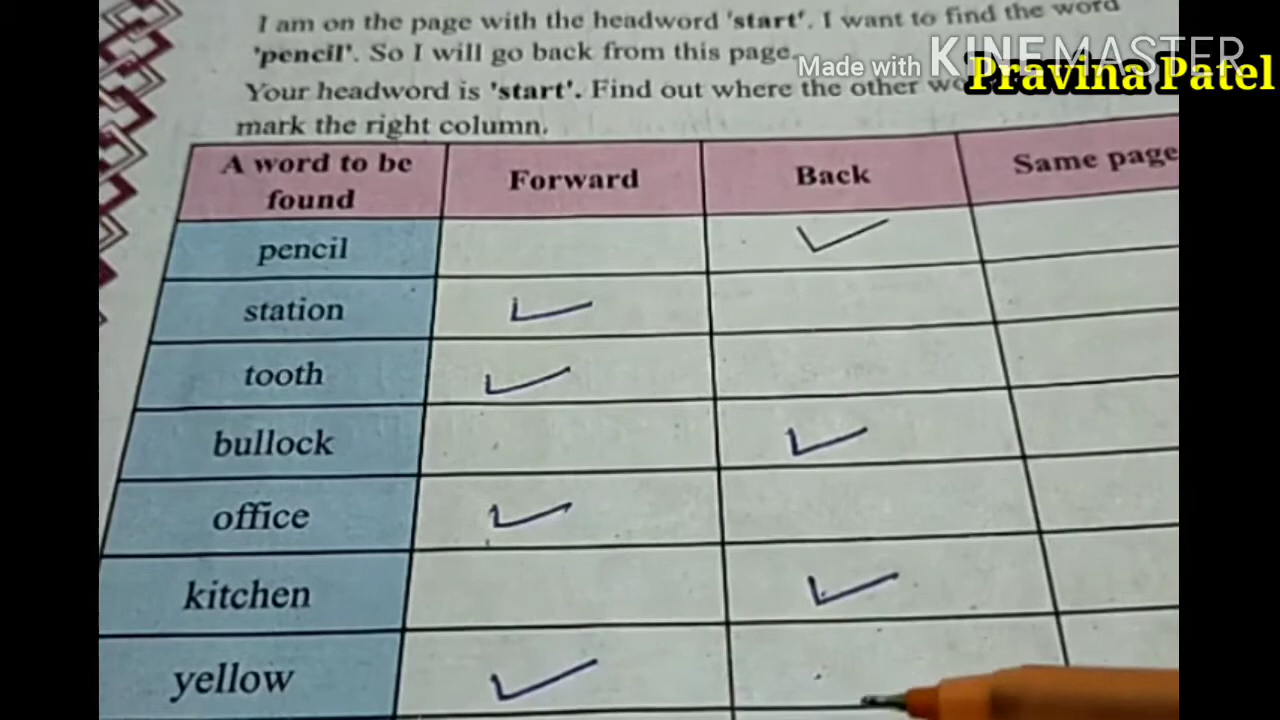 I am on the page with the headword 'start'. I want to find the word
'pencil'. So I will go back from this page.
Made with KINEMASTER
Pravina Patel
Your headword is 'start'. Find out where the other
mark the right column.
A word to be found Forward Back Same page
pencil ✓
station ✓
tooth ✓
bullock ✓
office ✓
kitchen ✓
yellow ✓